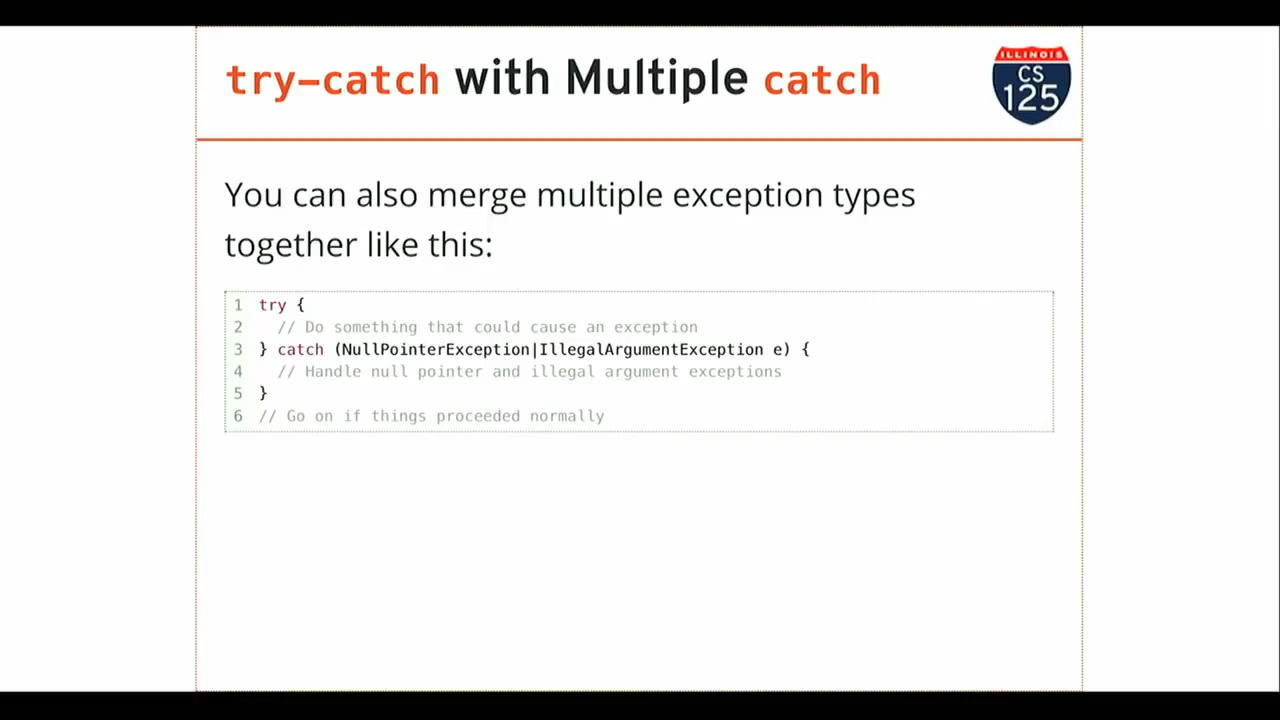 try-catch with Multiple catch
ILLINOIS
CS
125
You can also merge multiple exception types
together like this:
1 try {
2   // Do something that could cause an exception
3 } catch (NullPointerException|IllegalArgumentException e) {
4   // Handle null pointer and illegal argument exceptions
5 }
6 // Go on if things proceeded normally